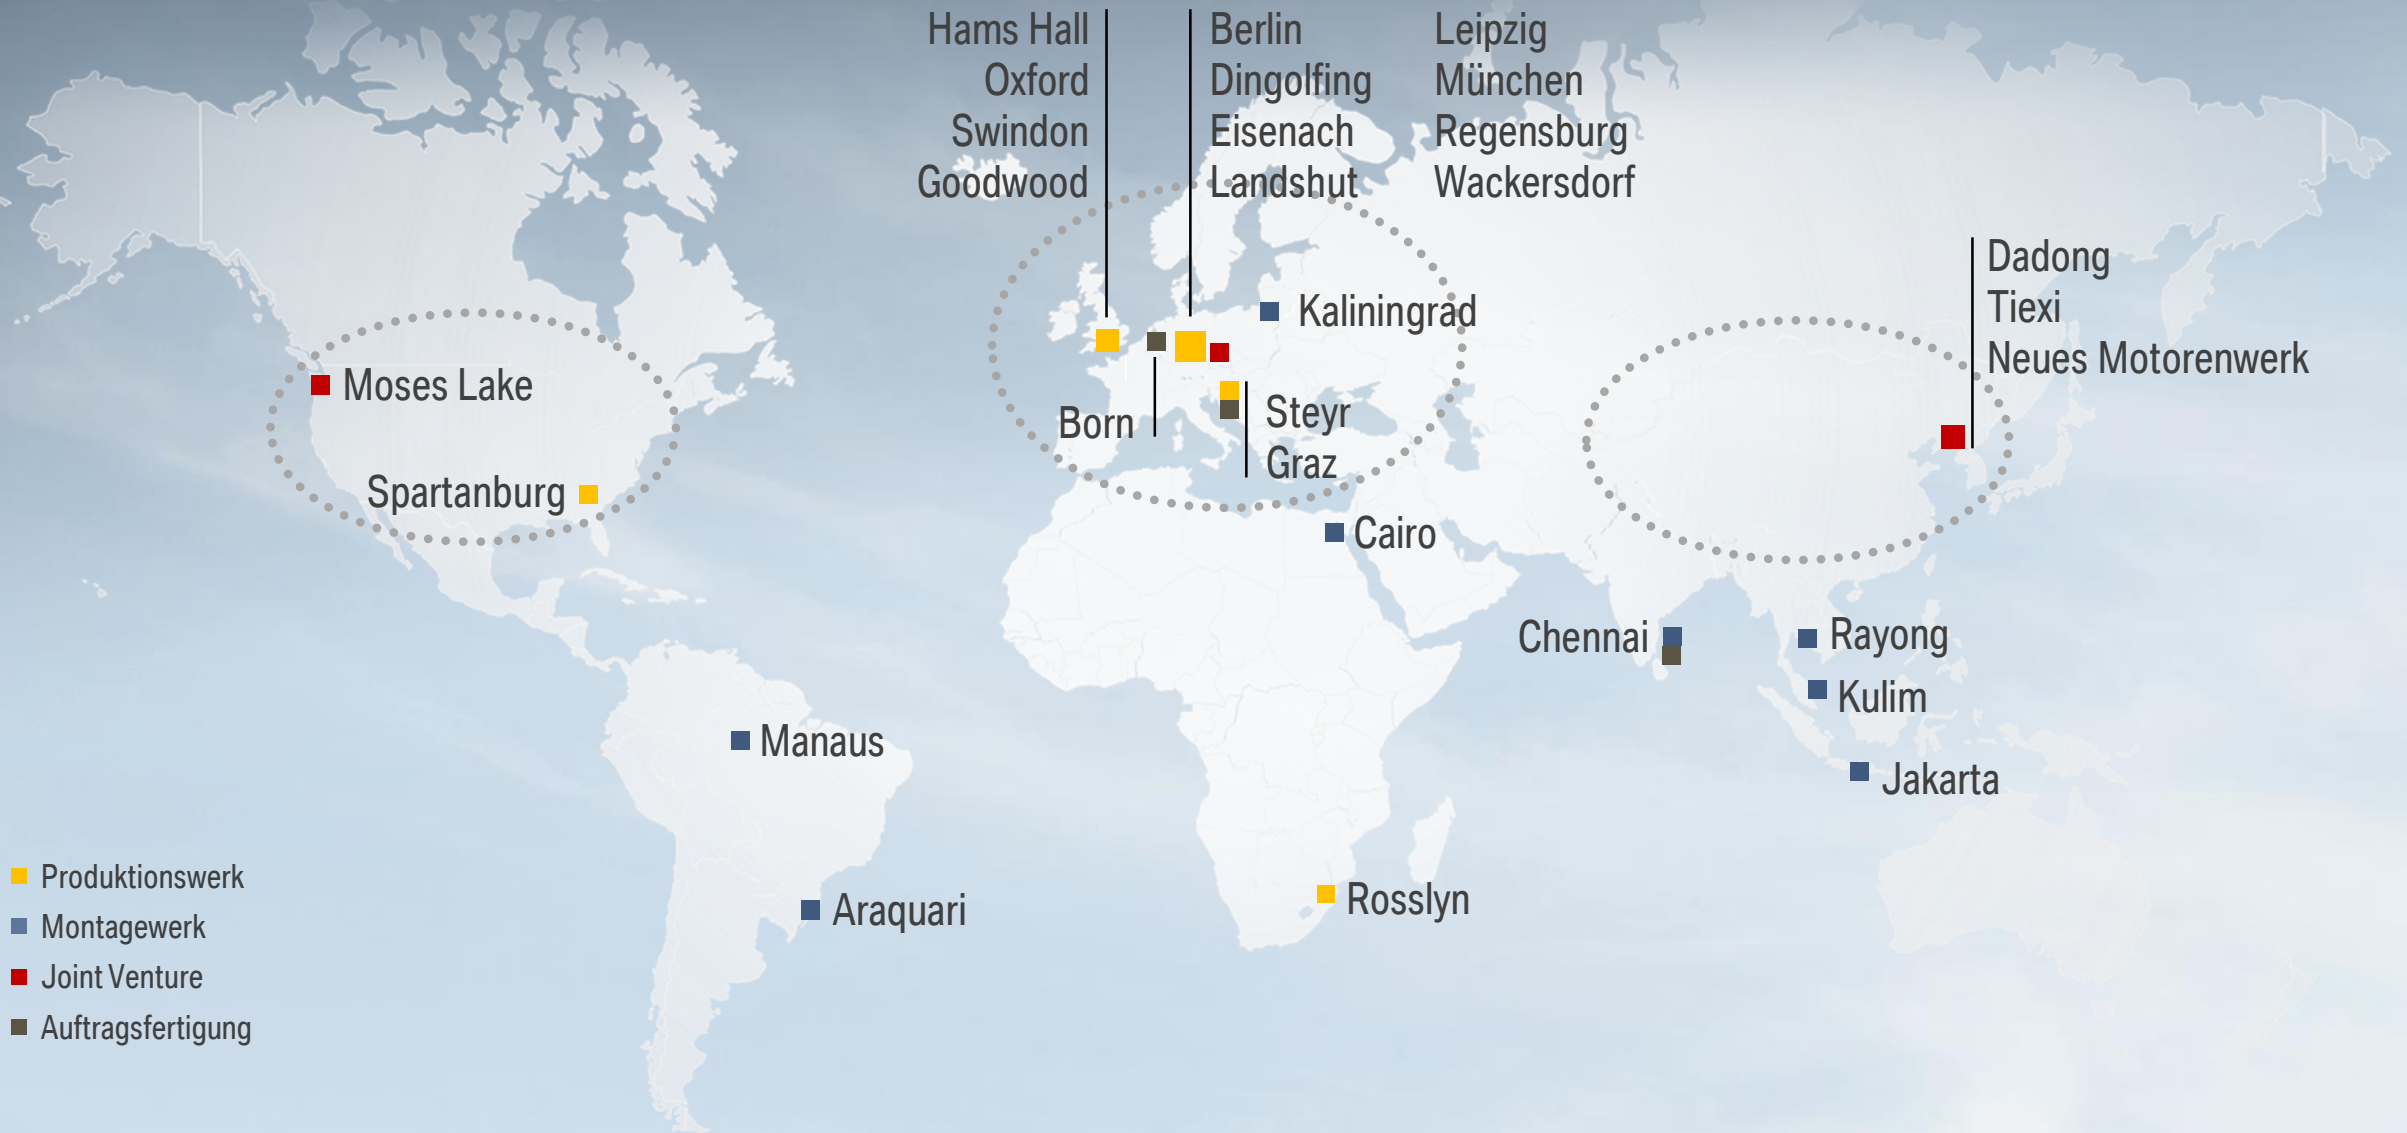 Hams Hall
Oxford
Swindon
Goodwood
Berlin
Dingolfing
Eisenach
Landshut
Leipzig
München
Regensburg
Wackersdorf
Dadong
Tiexi
Neues Motorenwerk
Kaliningrad
Moses Lake
Born
Steyr
Graz
Spartanburg
Cairo
Chennai
Rayong
Kulim
Manaus
Jakarta
Araquari
Rosslyn
Produktionswerk
Montagewerk
Joint Venture
Auftragsfertigung